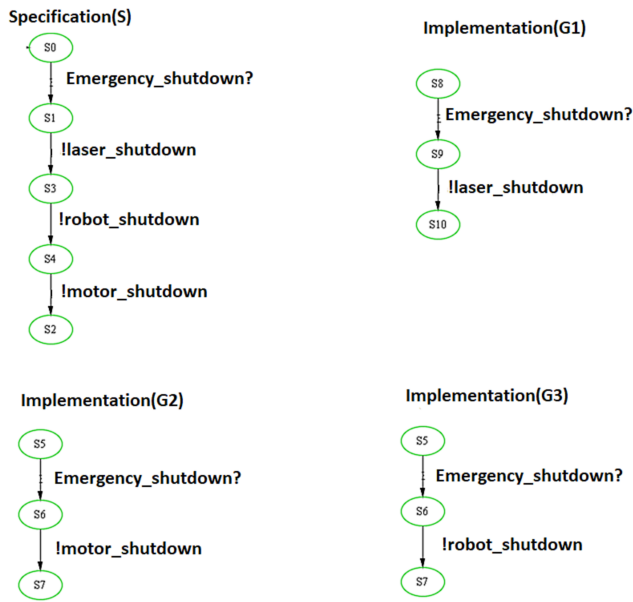 Specification(S)
S0
Emergency_shutdown?
S1
!laser_shutdown
S3
!robot_shutdown
S4
!motor_shutdown
S2
Implementation(G1)
S8
Emergency_shutdown?
S9
!laser_shutdown
S10
Implementation(G2)
S5
Emergency_shutdown?
S6
!motor_shutdown
S7
Implementation(G3)
S5
Emergency_shutdown?
S6
!robot_shutdown
S7